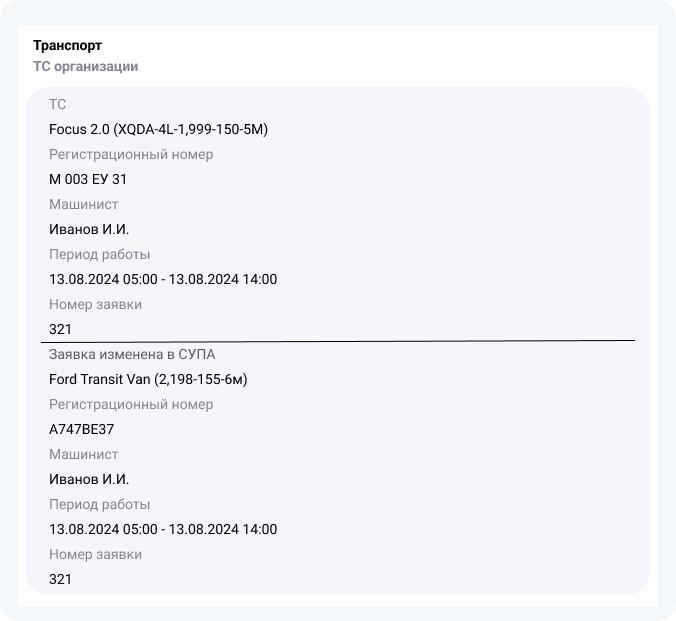 Транспорт
ТС организации
ТС
Focus 2.0 (XQDA-4L-1,999-150-5M)
Регистрационный номер
М 003 ЕУ 31
Машинист
Иванов И.И.
Период работы
13.08.2024 05:00 - 13.08.2024 14:00
Номер заявки
321
Заявка изменена в СУПА
Ford Transit Van (2,198-155-6м)
Регистрационный номер
А747ВЕ37
Машинист
Иванов И.И.
Период работы
13.08.2024 05:00 - 13.08.2024 14:00
Номер заявки
321